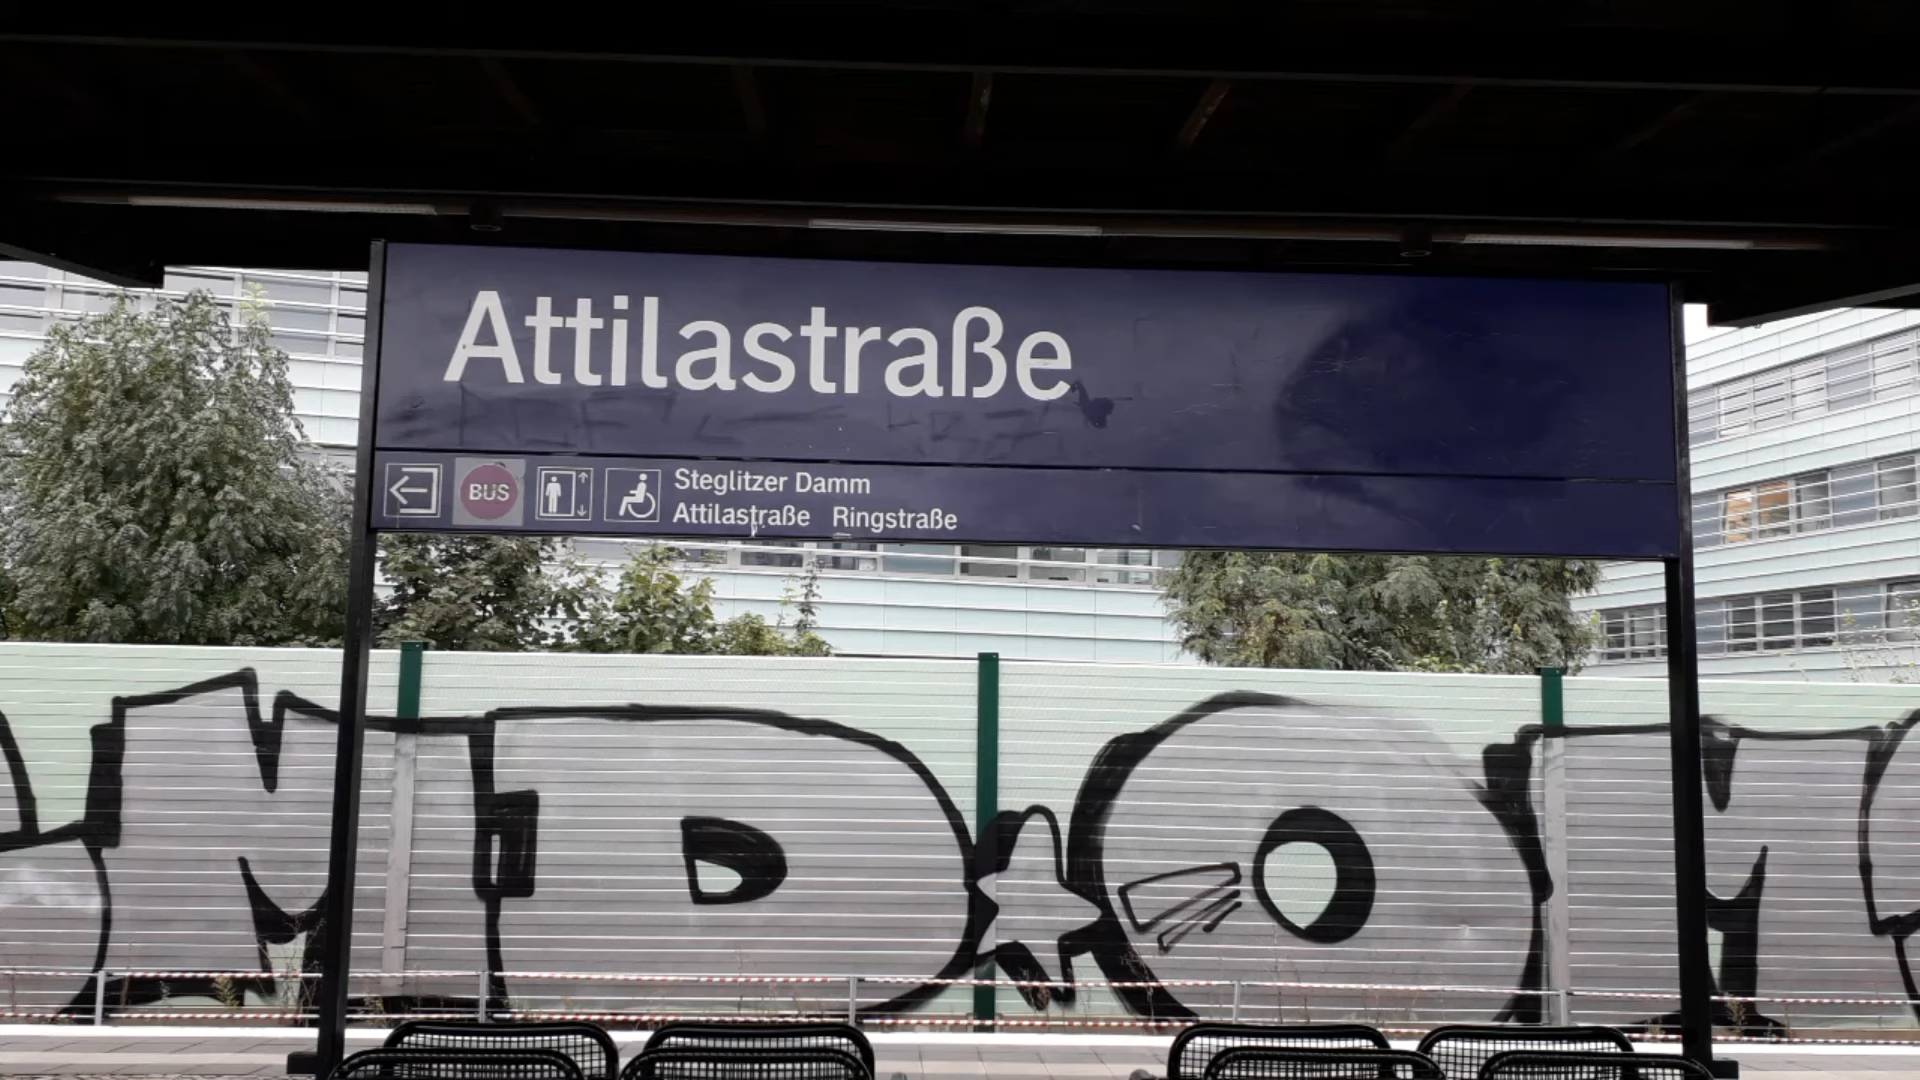 Attilastraße
BUS
Steglitzer Damm
Attilastraße Ringstraße